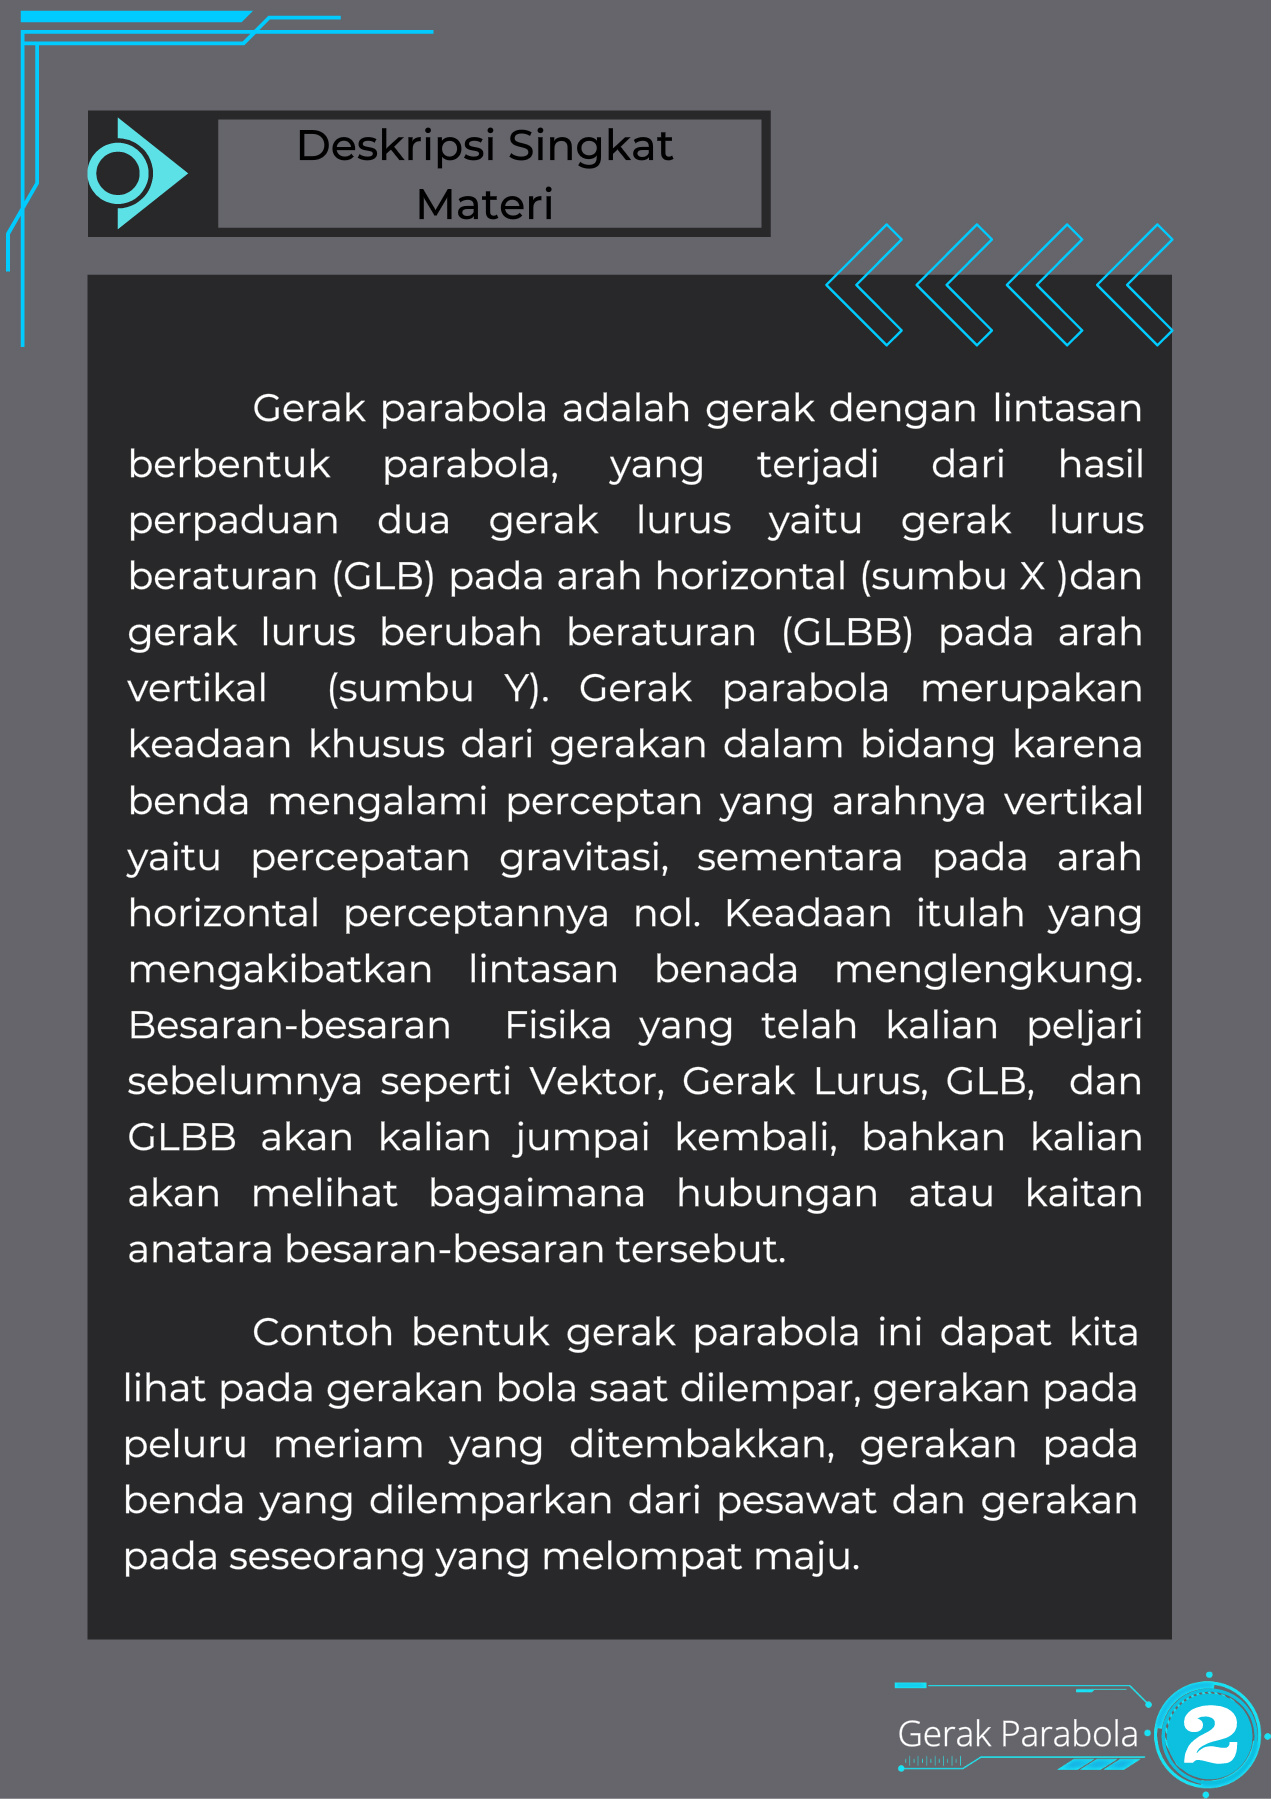 Deskripsi Singkat
Materi
Gerak parabola adalah gerak dengan lintasan
berbentuk parabola, yang terjadi dari hasil
perpaduan dua gerak lurus yaitu gerak lurus
beraturan (GLB) pada arah horizontal (sumbu X )dan
gerak lurus berubah beraturan (GLBB) pada arah
vertikal (sumbu Y). Gerak parabola merupakan
keadaan khusus dari gerakan dalam bidang karena
benda mengalami perceptan yang arahnya vertikal
yaitu percepatan gravitasi, sementara pada arah
horizontal perceptannya nol. Keadaan itulah yang
mengakibatkan lintasan benada menglengkung.
Besaran-besaran Fisika yang telah kalian peljari
sebelumnya seperti Vektor, Gerak Lurus, GLB, dan
GLBB akan kalian jumpai kembali, bahkan kalian
akan melihat bagaimana hubungan atau kaitan
anatara besaran-besaran tersebut.
Contoh bentuk gerak parabola ini dapat kita
lihat pada gerakan bola saat dilempar, gerakan pada
peluru meriam yang ditembakkan, gerakan pada
benda yang dilemparkan dari pesawat dan gerakan
pada seseorang yang melompat maju.
Gerak Parabola
2